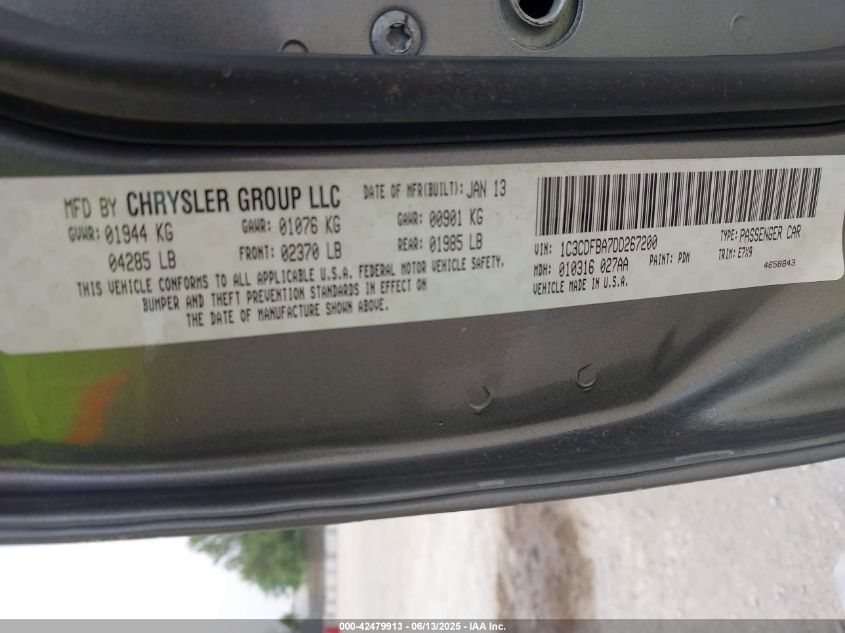 MFD BY CHRYSLER GROUP LLC DATE OF MFR(BUILT): JAN 13
GVWR: 01944 KG GAWR: 01076 KG GAWR: 00901 KG
04285 LB FRONT: 02370 LB REAR: 01985 LB
THIS VEHICLE CONFORMS TO ALL APPLICABLE U.S.A. FEDERAL MOTOR VEHICLE SAFETY,
BUMPER AND THEFT PREVENTION STANDARDS IN EFFECT ON
THE DATE OF MANUFACTURE SHOWN ABOVE.
VIN: 1C3CDFBA7DD267200 TYPE: PASSENGER CAR
MDH: 010316 027AA PAINT: PDM TRIM: E7X9
VEHICLE MADE IN U.S.A. 4658843
000-42479913 - 06/13/2025 - IAA Inc.